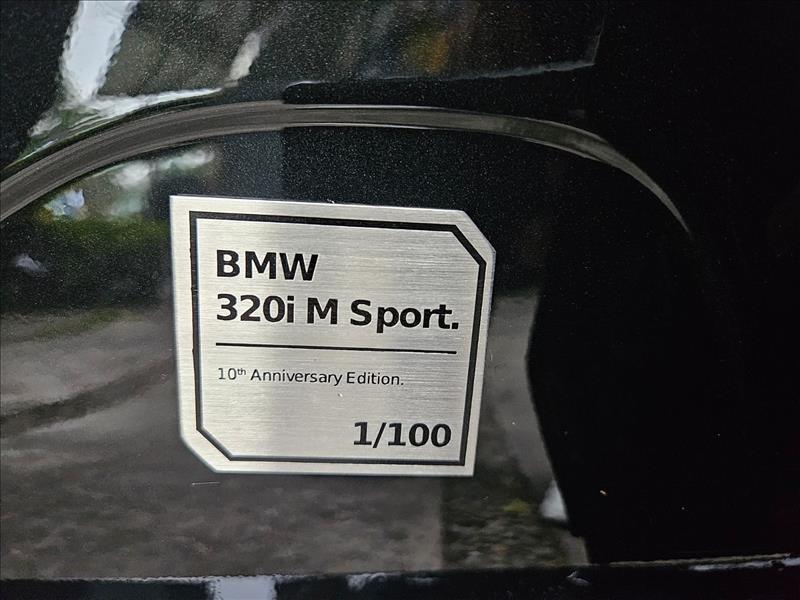 BMW
320i M Sport.
10th Anniversary Edition.
1/100